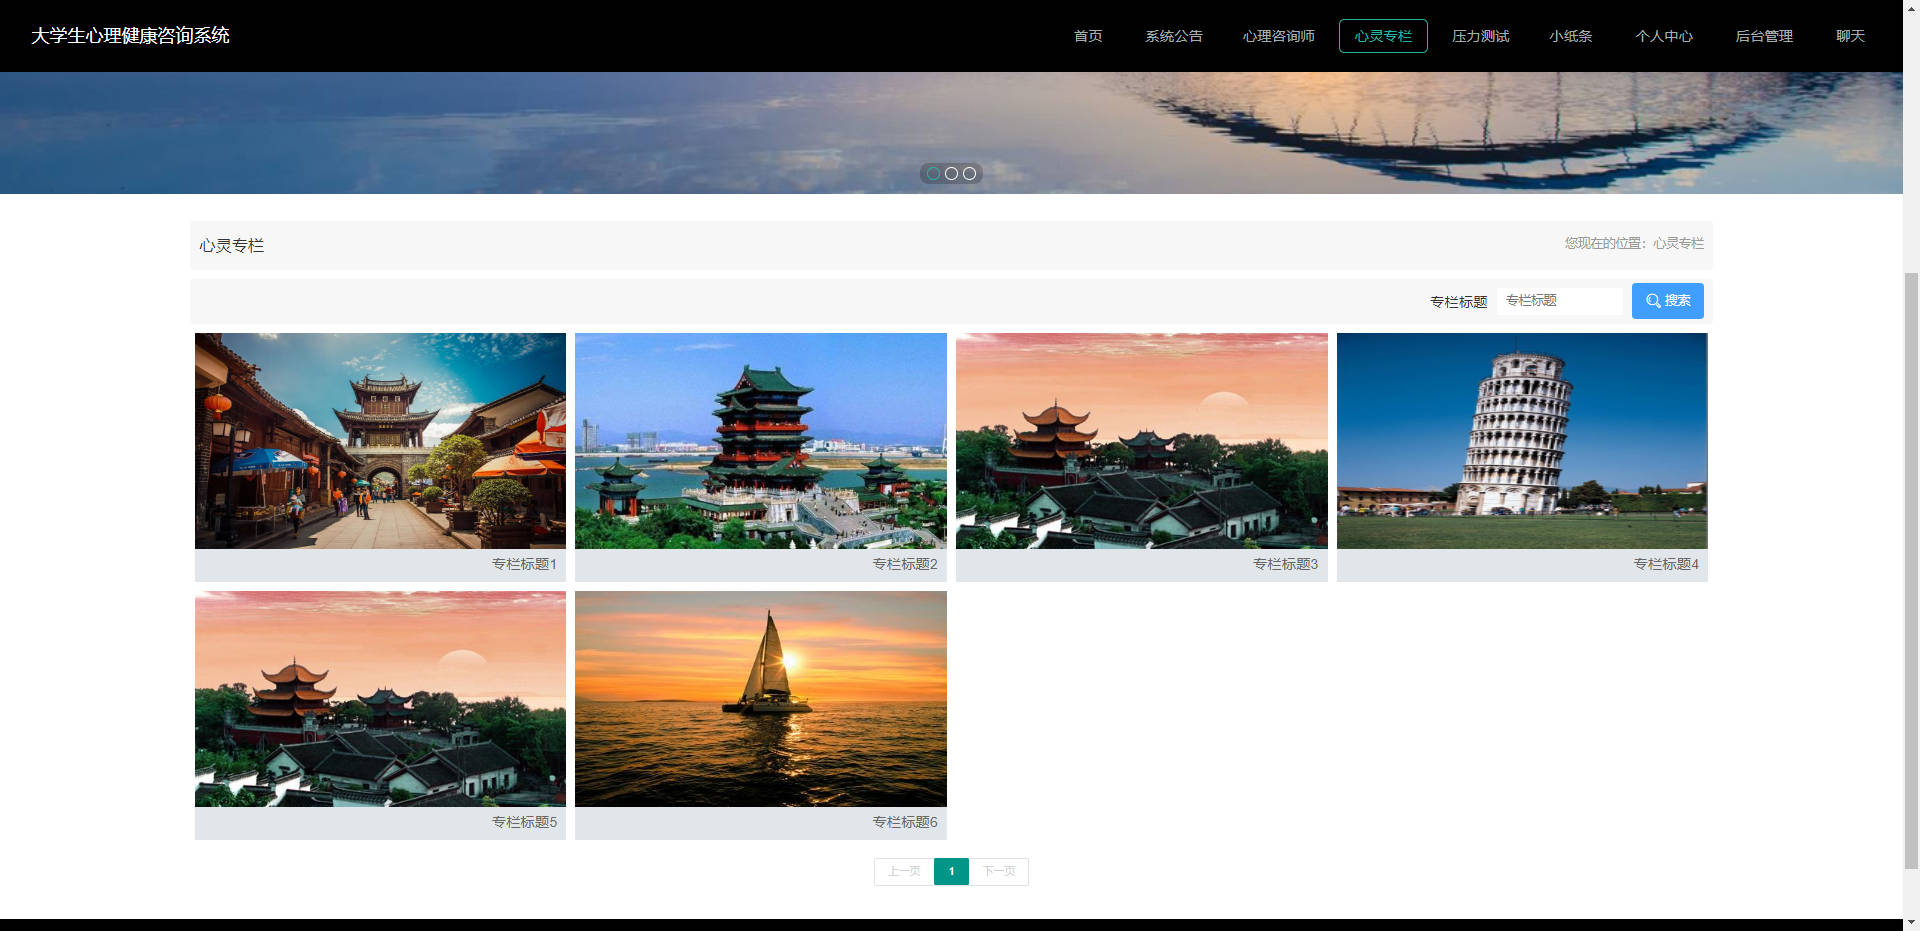 大学生心理健康咨询系统
首页 系统公告 心理咨询师 心灵专栏 压力测试 小纸条 个人中心 后台管理 聊天
心灵专栏
您现在的位置：心灵专栏
专栏标题 专栏标题 搜索
专栏标题1 专栏标题2 专栏标题3 专栏标题4
专栏标题5 专栏标题6
上一页 1 下一页